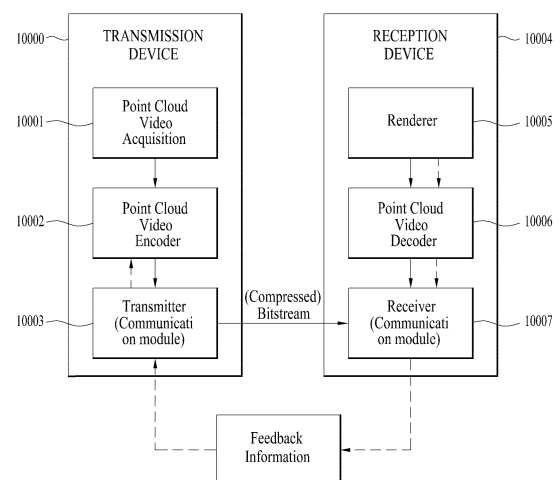 TRANSMISSION
DEVICE
10000
Point Cloud
Video
Acquisition
10001
Point Cloud
Video
Encoder
10002
Transmitter
(Communicati
on module)
10003
(Compressed)
Bitstream
RECEPTION
DEVICE
10004
Renderer
10005
Point Cloud
Video
Decoder
10006
Receiver
(Communicati
on module)
10007
Feedback
Information